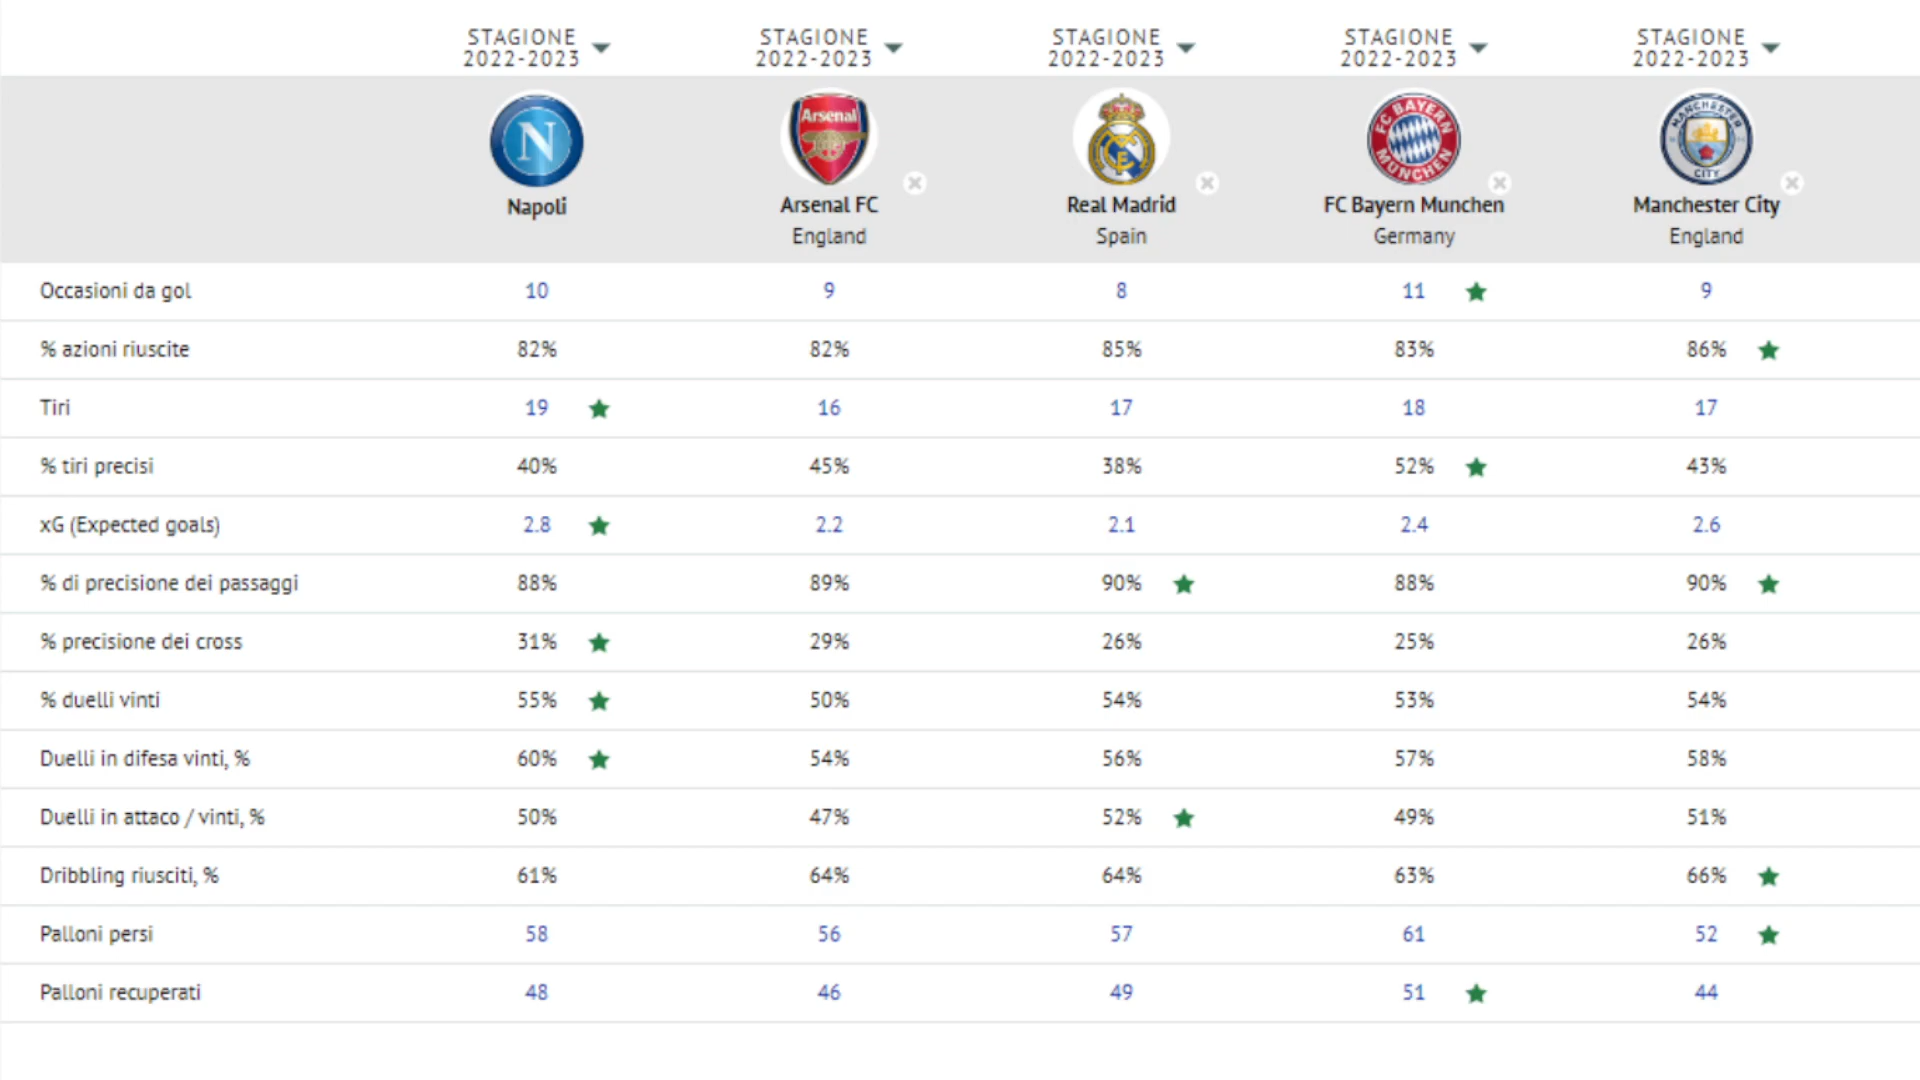 STAGIONE STAGIONE STAGIONE STAGIONE STAGIONE
2022-2023 2022-2023 2022-2023 2022-2023 2022-2023
N Arsenal FC BAYERN MÜNCHEN MANCHESTER CITY
Napoli Arsenal FC Real Madrid FC Bayern Munchen Manchester City
England Spain Germany England
Occasioni da gol 10 9 8 11 9
% azioni riuscite 82% 82% 85% 83% 86%
Tiri 19 16 17 18 17
% tiri precisi 40% 45% 38% 52% 43%
xG (Expected goals) 2.8 2.2 2.1 2.4 2.6
% di precisione dei passaggi 88% 89% 90% 88% 90%
% precisione dei cross 31% 29% 26% 25% 26%
% duelli vinti 55% 50% 54% 53% 54%
Duelli in difesa vinti, % 60% 54% 56% 57% 58%
Duelli in attaco / vinti, % 50% 47% 52% 49% 51%
Dribbling riusciti, % 61% 64% 64% 63% 66%
Palloni persi 58 56 57 61 52
Palloni recuperati 48 46 49 51 44